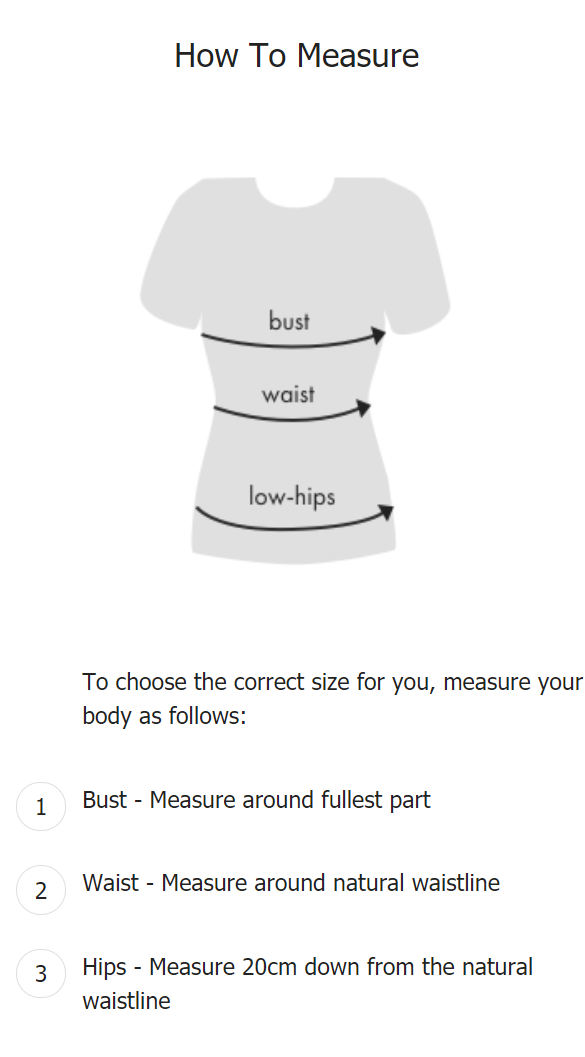 How To Measure
bust
waist
low-hips
To choose the correct size for you, measure your
body as follows:
1 Bust - Measure around fullest part
2 Waist - Measure around natural waistline
3 Hips - Measure 20cm down from the natural
waistline